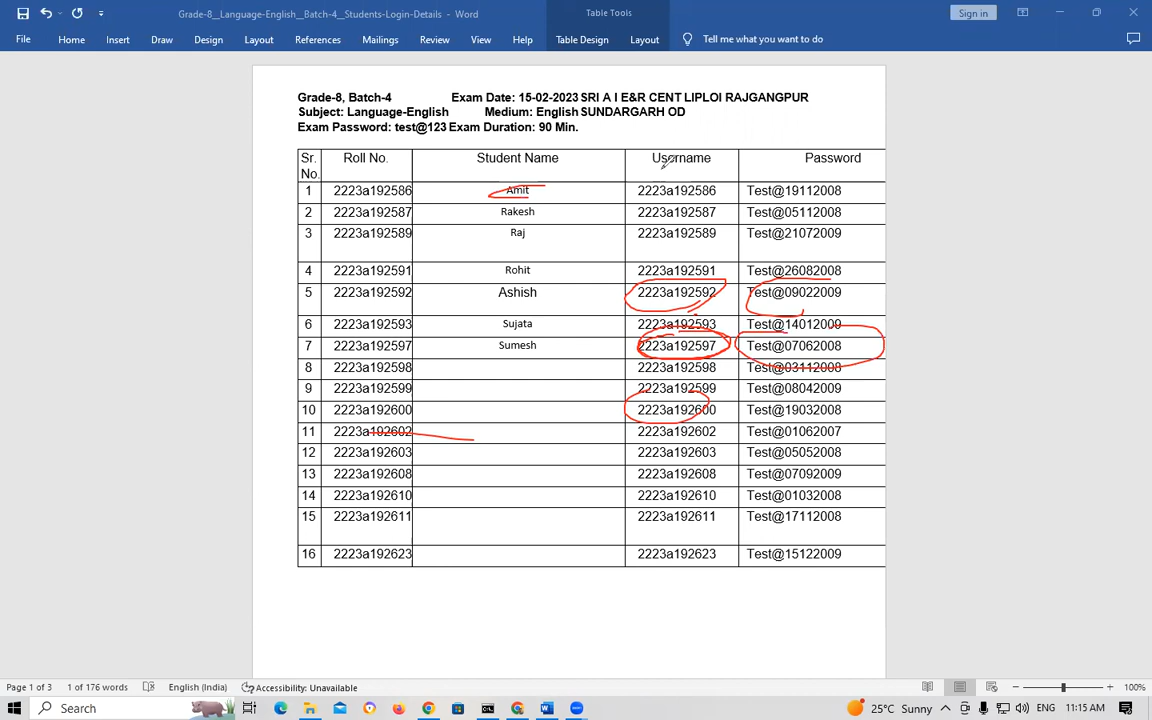 Grade-8__Language-English__Batch-4__Students-Login-Details - Word
Table Tools
Sign in
File Home Insert Draw Design Layout References Mailings Review View Help Table Design Layout Tell me what you want to do
Grade-8, Batch-4 Exam Date: 15-02-2023 SRI A I E&R CENT LIPLOI RAJGANGPUR
Subject: Language-English Medium: English SUNDARGARH OD
Exam Password: test@123 Exam Duration: 90 Min.
Sr. No. Roll No. Student Name Username Password
1 2223a192586 Amit 2223a192586 Test@19112008
2 2223a192587 Rakesh 2223a192587 Test@05112008
3 2223a192589 Raj 2223a192589 Test@21072009
4 2223a192591 Rohit 2223a192591 Test@26082008
5 2223a192592 Ashish 2223a192592 Test@09022009
6 2223a192593 Sujata 2223a192593 Test@14012009
7 2223a192597 Sumesh 2223a192597 Test@07062008
8 2223a192598 2223a192598 Test@03112008
9 2223a192599 2223a192599 Test@08042009
10 2223a192600 2223a192600 Test@19032008
11 2223a192602 2223a192602 Test@01062007
12 2223a192603 2223a192603 Test@05052008
13 2223a192608 2223a192608 Test@07092009
14 2223a192610 2223a192610 Test@01032008
15 2223a192611 2223a192611 Test@17112008
16 2223a192623 2223a192623 Test@15122009
Page 1 of 3 1 of 176 words English (India) Accessibility: Unavailable 100%
Search 25°C Sunny ENG 11:15 AM